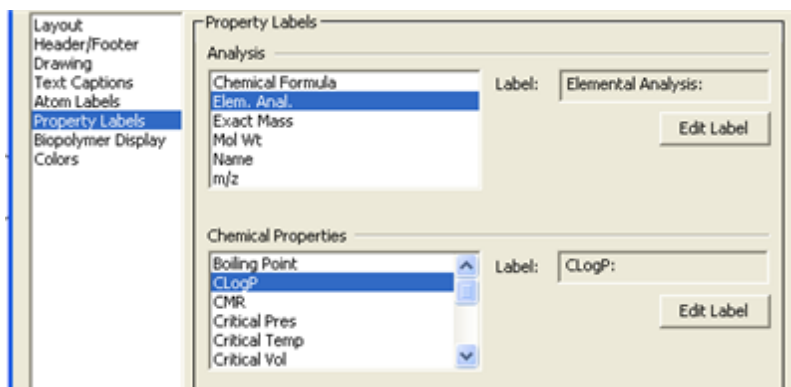 Layout
Header/Footer
Drawing
Text Captions
Atom Labels
Property Labels
Biopolymer Display
Colors
Property Labels
Analysis
Chemical Formula
Elem. Anal.
Exact Mass
Mol Wt
Name
m/z
Label: Elemental Analysis:
Edit Label
Chemical Properties
Boiling Point
CLogP
CMR
Critical Pres
Critical Temp
Critical Vol
Label: CLogP:
Edit Label